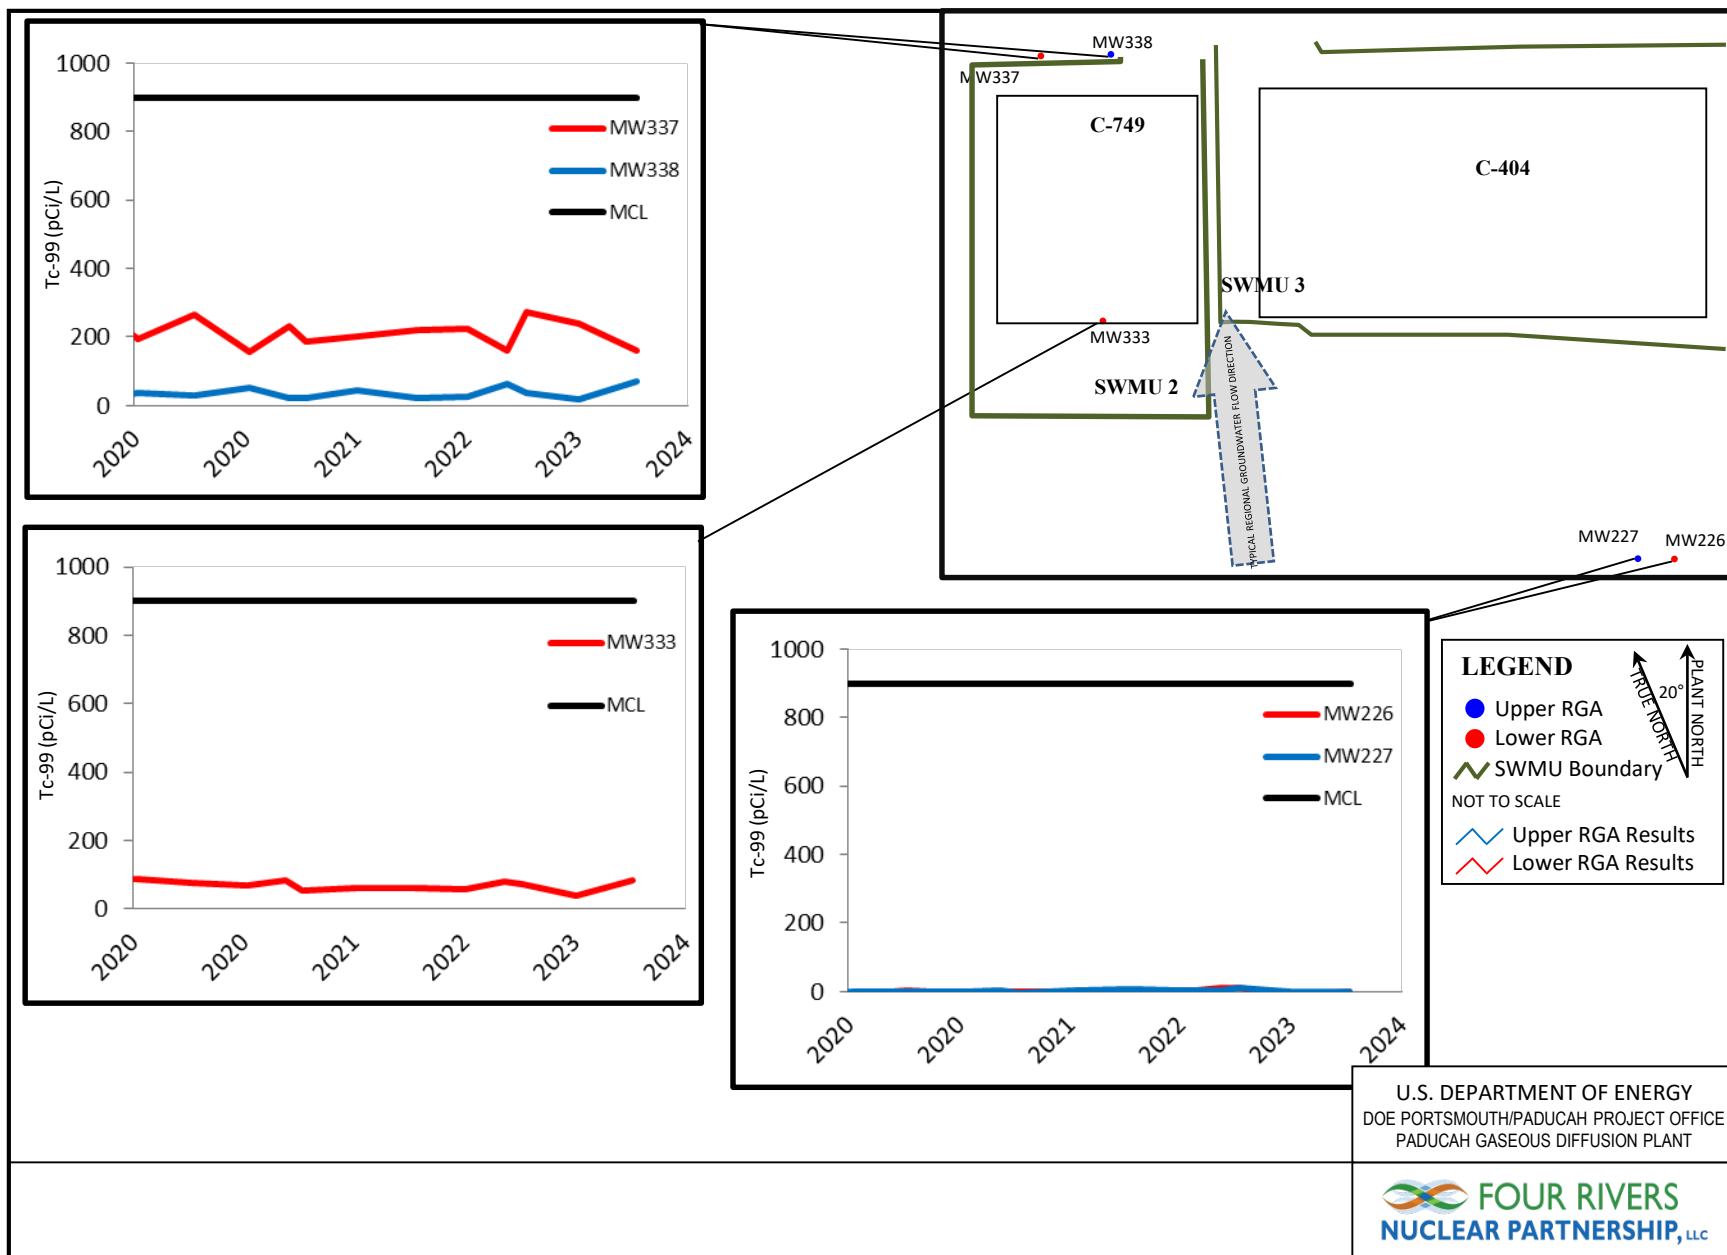 1000
800
600
400
200
0
Tc-99 (pCi/L)
MW337
MW338
MCL
2020
2020
2021
2022
2023
2024
1000
800
600
400
200
0
Tc-99 (pCi/L)
MW333
MCL
2020
2020
2021
2022
2023
2024
MW338
MW337
C-749
C-404
SWMU 3
MW333
SWMU 2
TYPICAL REGIONAL GROUNDWATER FLOW DIRECTION
MW227
MW226
1000
800
600
400
200
0
Tc-99 (pCi/L)
MW226
MW227
MCL
2020
2020
2021
2022
2023
2024
LEGEND
Upper RGA
Lower RGA
SWMU Boundary
NOT TO SCALE
Upper RGA Results
Lower RGA Results
TRUE NORTH
20°
PLANT NORTH
U.S. DEPARTMENT OF ENERGY
DOE PORTSMOUTH/PADUCAH PROJECT OFFICE
PADUCAH GASEOUS DIFFUSION PLANT
FOUR RIVERS
NUCLEAR PARTNERSHIP, LLC